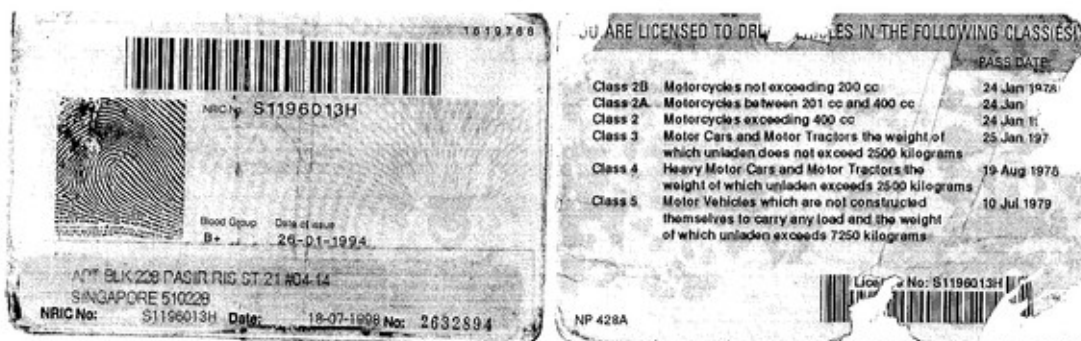 1619768
NRIC No. S1196013H
Blood Group Date of issue
B+ 26-01-1994
APT BLK 228 PASIR RIS ST 21 #04-14
SINGAPORE 510228
NRIC No: S1196013H Date: 18-07-1998 No: 2632894
ARE LICENSED TO IN THE FOLLOWING CLASS(ES)
PASS DATE
Class 2B Motorcycles not exceeding 200 cc 24 Jan 1978
Class 2A Motorcycles between 201 cc and 400 cc 24 Jan
Class 2 Motorcycles exceeding 400 cc 24 Jan
Class 3 Motor Cars and Motor Tractors the weight of 25 Jan 197
which unladen does not exceed 2500 kilograms
Class 4 Heavy Motor Cars and Motor Tractors the 19 Aug 1978
weight of which unladen exceeds 2500 kilograms
Class 5 Motor Vehicles which are not constructed 10 Jul 1979
themselves to carry any load and the weight
of which unladen exceeds 7250 kilograms
No: S1196013H
NP 428A